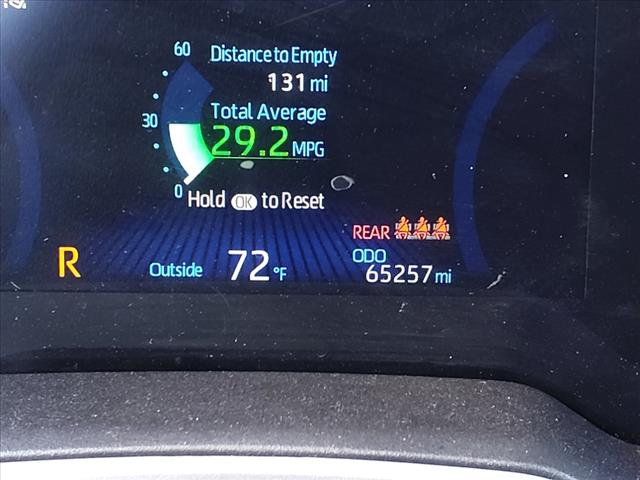 60
Distance to Empty
131 mi
Total Average
30
29.2 MPG
0
Hold OK to Reset
REAR
ODO
R
Outside 72 °F
65257 mi